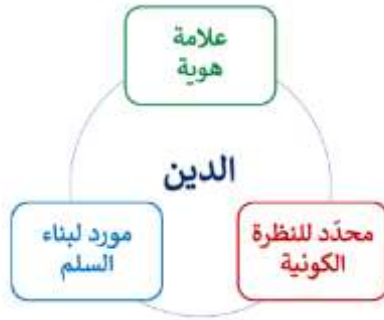 علامة
هوية
الدين
محدّد للنظرة
الكونية
مورد لبناء
السلم